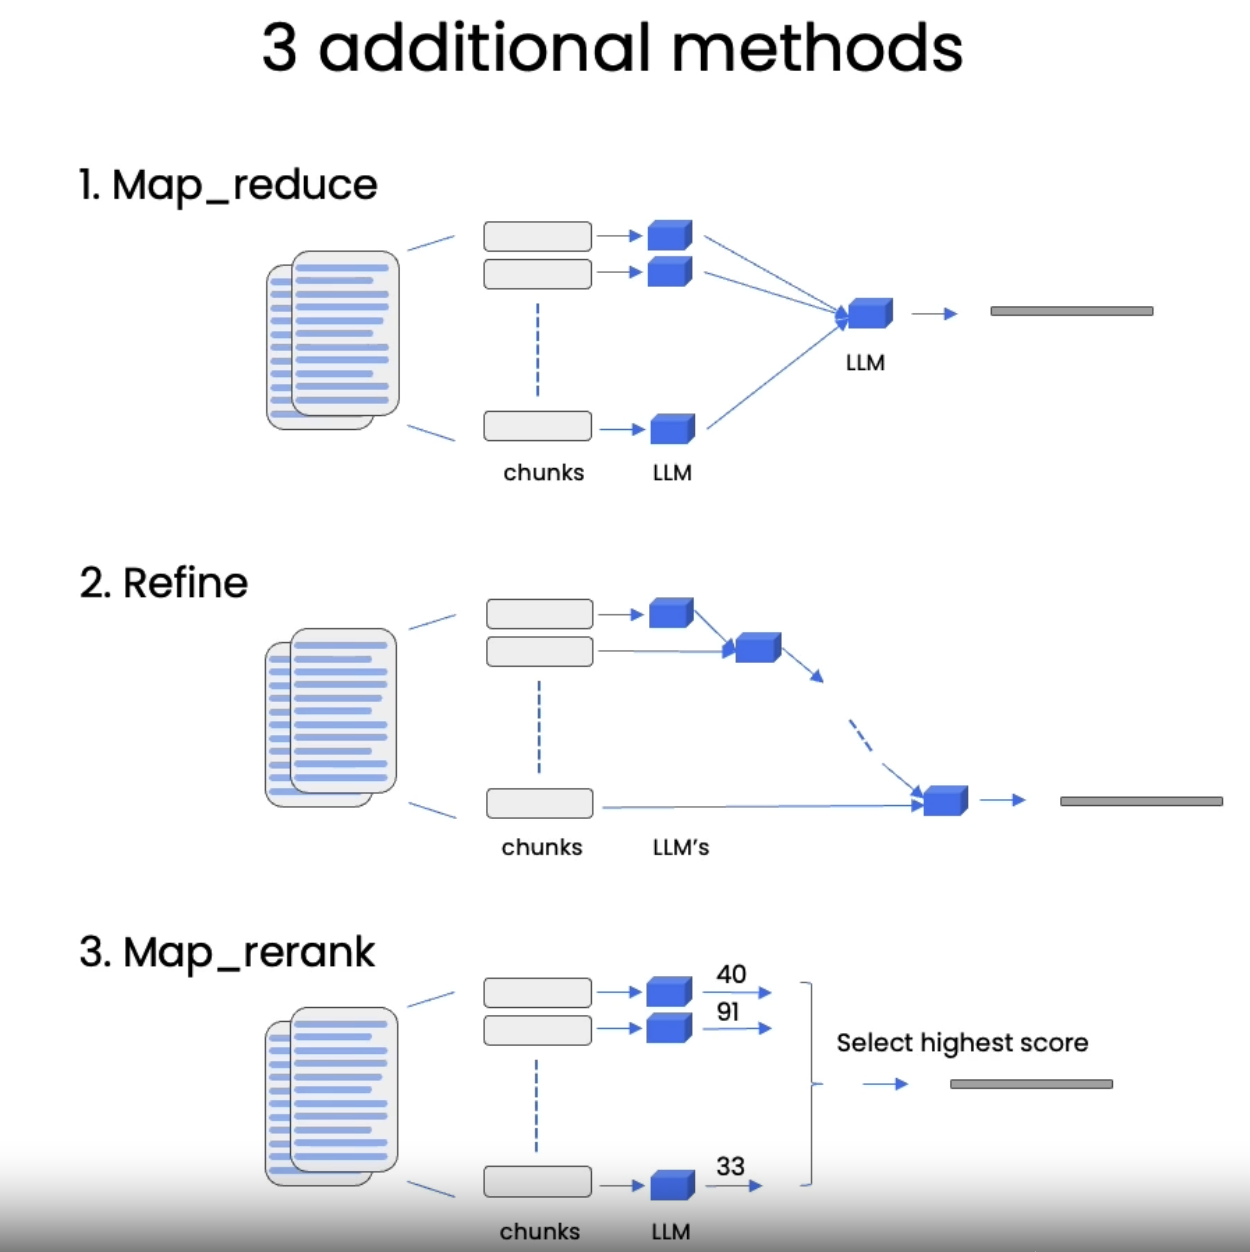 3 additional methods
1. Map_reduce
LLM
chunks
LLM
2. Refine
chunks
LLM's
3. Map_rerank
40
91
Select highest score
33
chunks
LLM